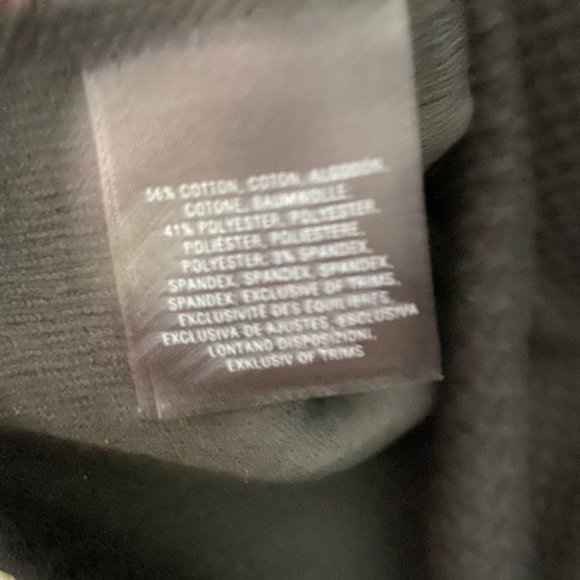 56% COTTON, COTON, ALGODÓN,
COTONE, BAUMWOLLE
41% POLYESTER, POLYESTER,
POLIÉSTER, POLIESTERE,
POLYESTER; 3% SPANDEX,
SPANDEX, SPANDEX, SPANDEX,
SPANDEX. EXCLUSIVE OF TRIMS,
EXCLUSIVITÉ DES ÉQUILIBRES,
EXCLUSIVA DE AJUSTES, ESCLUSIVA
LONTANO DISPOSIZIONI,
EXKLUSIV OF TRIMS